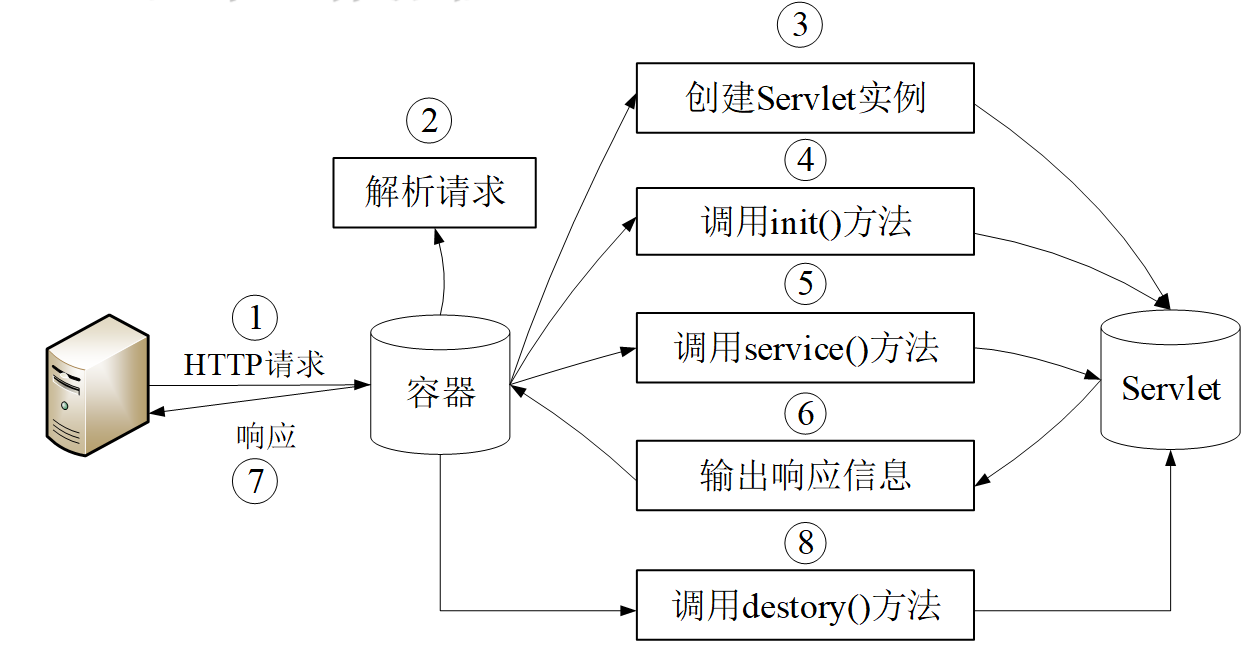 ③
创建Servlet实例
②
解析请求
④
调用init()方法
①
HTTP请求
⑤
调用service()方法
容器
Servlet
响应
⑦
⑥
输出响应信息
⑧
调用destory()方法